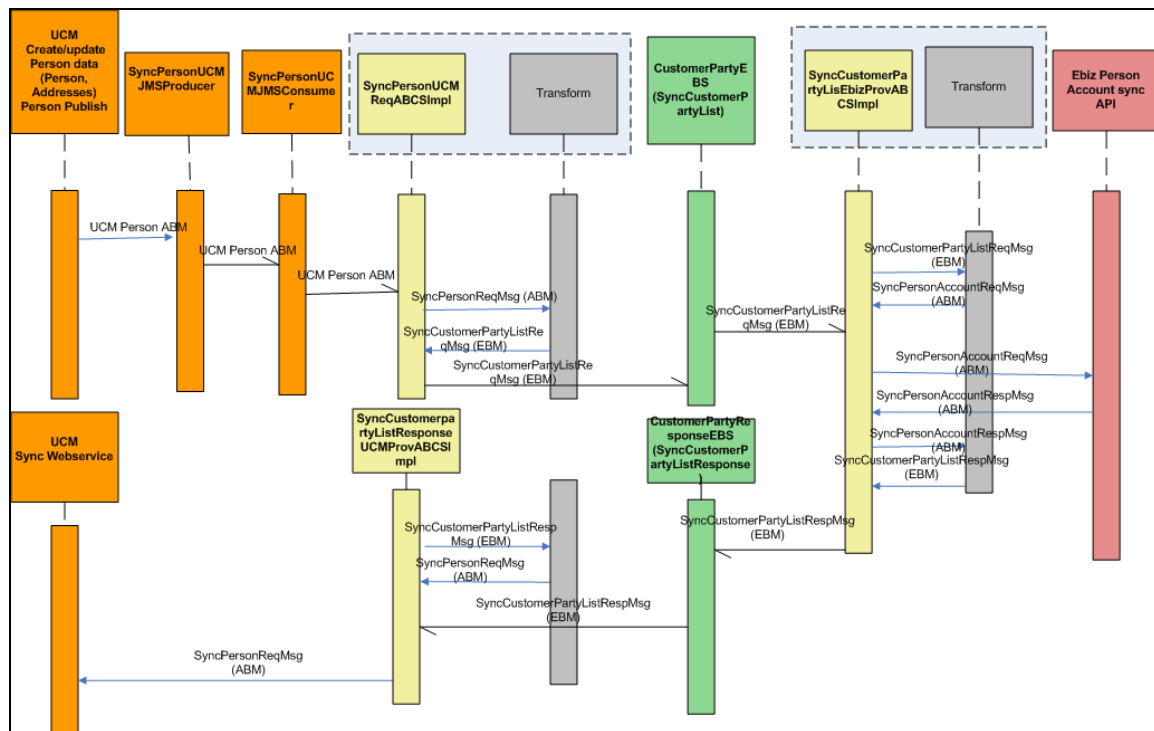 UCM
Create/update
Person data
(Person,
Addresses)
Person Publish
SyncPersonUCM
JMSProducer
SyncPersonUC
MJMSConsume
r
SyncPersonUCM
ReqABCSImpl
Transform
CustomerPartyE
BS
(SyncCustomerP
artyList)
SyncCustomerPa
rtyLisEbizProvAB
CSImpl
Transform
Ebiz Person
Account sync
API
UCM Person ABM
UCM Person ABM
UCM Person ABM
SyncPersonReqMsg (ABM)
SyncCustomerPartyListRe
qMsg (EBM)
SyncCustomerPartyListRe
qMsg (EBM)
SyncCustomerPartyListRe
qMsg (EBM)
SyncCustomerPartyListReqMsg
(EBM)
SyncPersonAccountReqMsg
(ABM)
SyncPersonAccountReqMsg
(ABM)
SyncPersonAccountRespMsg
(ABM)
SyncPersonAccountRespMsg
(ABM)
SyncCustomerPartyListRespMsg
(EBM)
UCM
Sync Webservice
SyncCustomerp
artyListResponse
UCMProvABCSI
mpl
CustomerPartyRe
sponseEBS
(SyncCustomerP
artyListResponse
)
SyncCustomerPartyListRespMsg
(EBM)
SyncCustomerPartyListResp
Msg (EBM)
SyncPersonReqMsg
(ABM)
SyncCustomerPartyListRespMsg
(EBM)
SyncPersonReqMsg
(ABM)